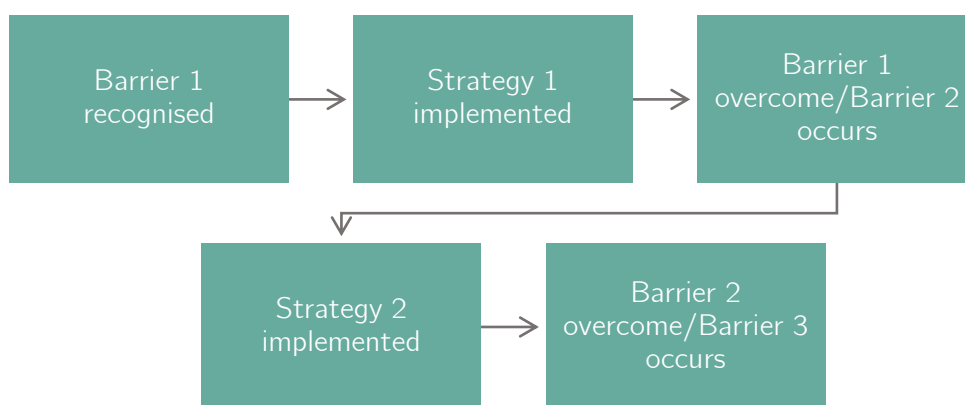 Barrier 1
recognised
Strategy 1
implemented
Barrier 1
overcome/Barrier 2
occurs
Strategy 2
implemented
Barrier 2
overcome/Barrier 3
occurs